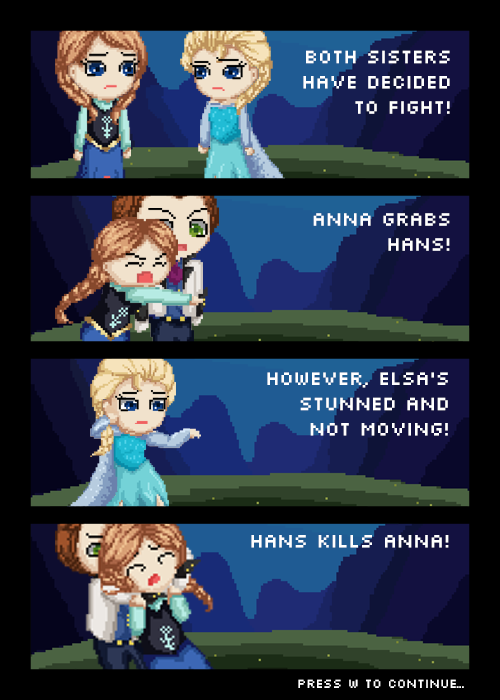 BOTH SISTERS
HAVE DECIDED
TO FIGHT!
ANNA GRABS
HANS!
HOWEVER, ELSA'S
STUNNED AND
NOT MOVING!
HANS KILLS ANNA!
PRESS W TO CONTINUE...